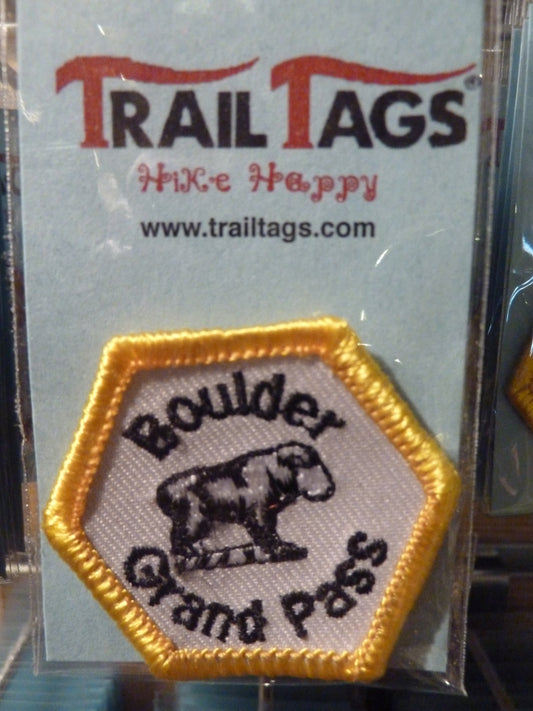 TRAIL TAGS®
HiKe Happy
www.trailtags.com
Boulder
Grand Pass